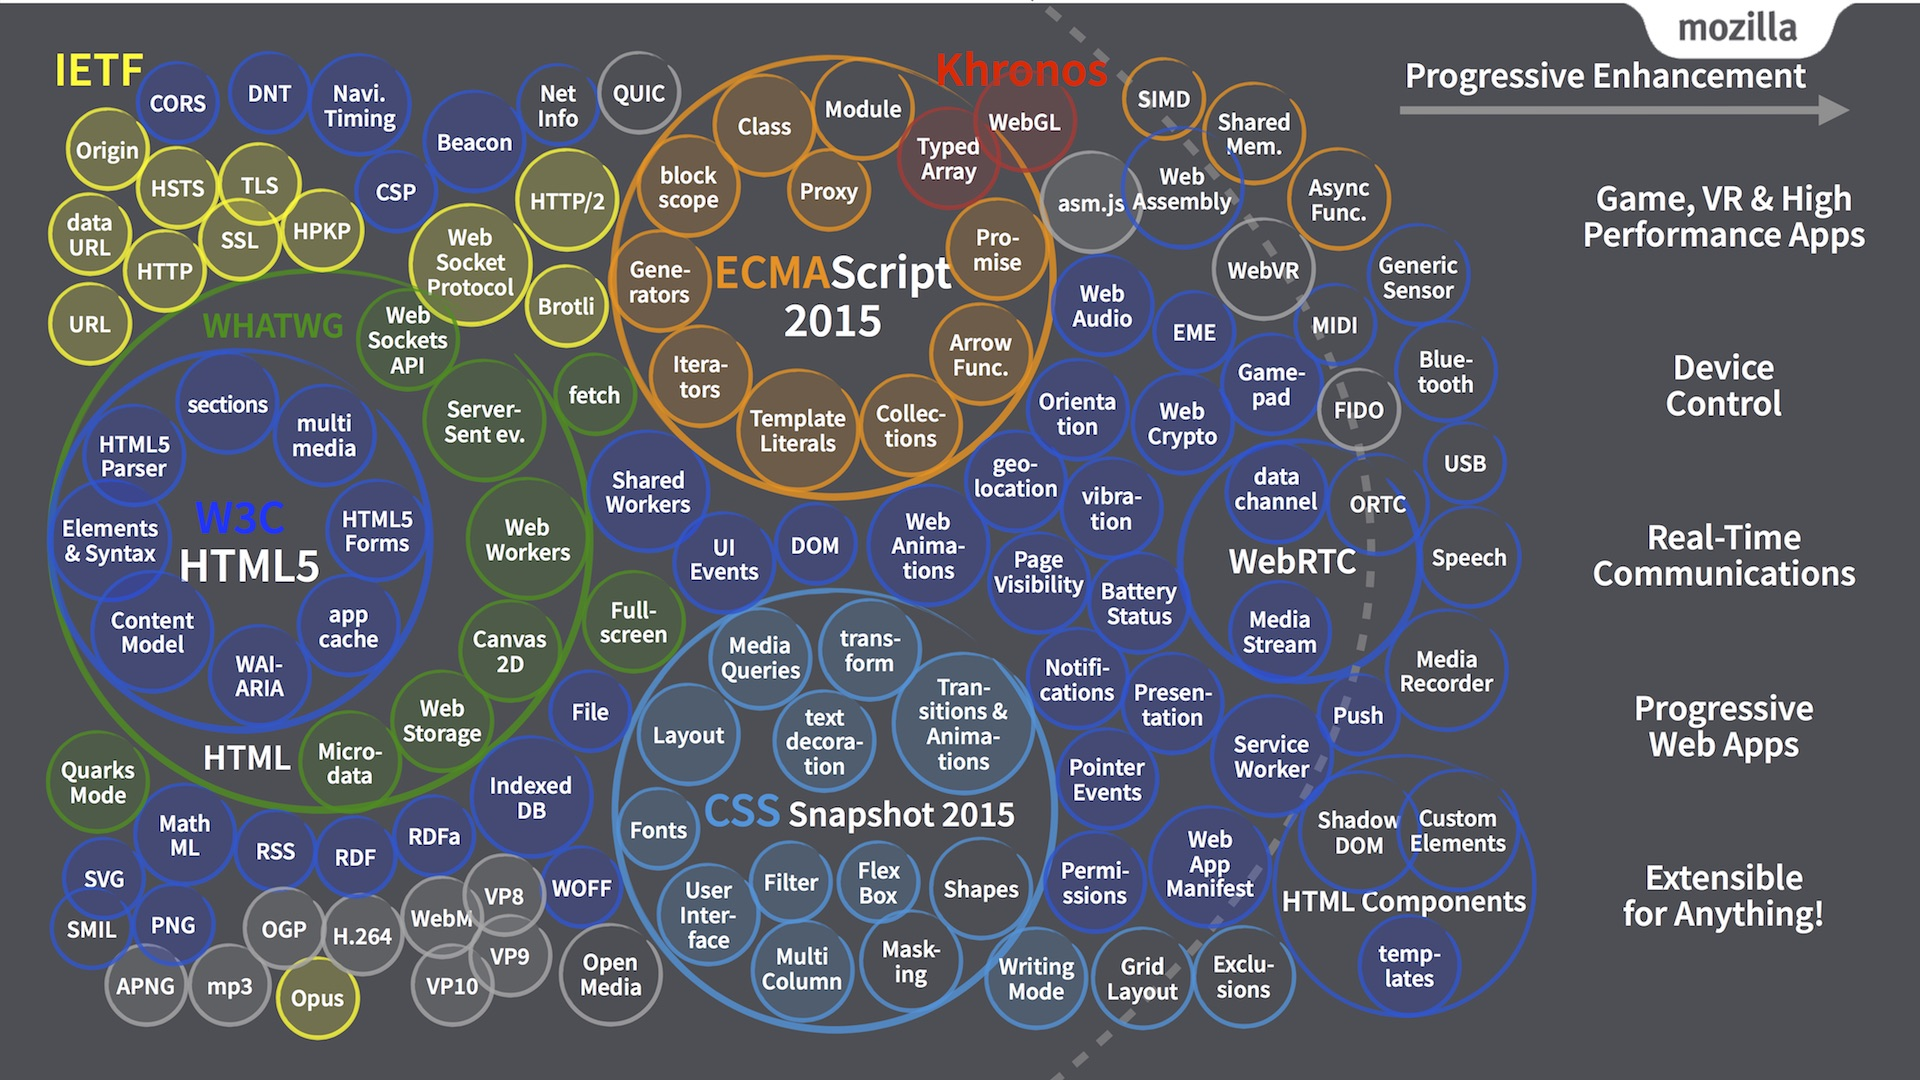 mozilla
IETF
Khronos
Progressive Enhancement
CORS
DNT
Navi.
Timing
Beacon
Net
Info
QUIC
Origin
HSTS
TLS
CSP
HTTP/2
data
URL
HTTP
SSL
HPKP
Web
Socket
Protocol
Brotli
URL
Class
Module
Typed
Array
WebGL
block
scope
Proxy
Gene-
rators
ECMAScript
2015
Pro-
mise
Itera-
tors
Template
Literals
Collec-
tions
Arrow
Func.
SIMD
Shared
Mem.
asm.js
Web
Assembly
Async
Func.
WebVR
Generic
Sensor
Game, VR & High
Performance Apps
WHATWG
Web
Sockets
API
Server-
Sent ev.
fetch
Web
Audio
EME
MIDI
Blue-
tooth
Game-
pad
FIDO
Orienta
tion
Web
Crypto
Device
Control
sections
multi
media
HTML5
Parser
W3C
HTML5
Elements
& Syntax
HTML5
Forms
Content
Model
WAI-
ARIA
app
cache
Web
Workers
Shared
Workers
UI
Events
DOM
Web
Anima-
tions
geo-
location
vibra-
tion
Page
Visibility
Battery
Status
data
channel
ORTC
USB
WebRTC
Speech
Media
Stream
Real-Time
Communications
Canvas
2D
Full-
screen
Web
Storage
File
HTML
Micro-
data
Quarks
Mode
Indexed
DB
Media
Queries
trans-
form
Layout
text
decora-
tion
Tran-
sitions &
Anima-
tions
Notifi-
cations
Presen-
tation
Media
Recorder
Push
Service
Worker
Pointer
Events
Progressive
Web Apps
CSS Snapshot 2015
Fonts
User
Inter-
face
Filter
Flex
Box
Shapes
Multi
Column
Mask-
ing
Math
ML
RSS
RDF
RDFa
SVG
SMIL
PNG
OGP
H.264
WebM
VP8
WOFF
VP9
VP10
APNG
mp3
Opus
Open
Media
Permi-
ssions
Web
App
Manifest
Shadow
DOM
Custom
Elements
HTML Components
temp-
lates
Writing
Mode
Grid
Layout
Exclu-
sions
Extensible
for Anything!